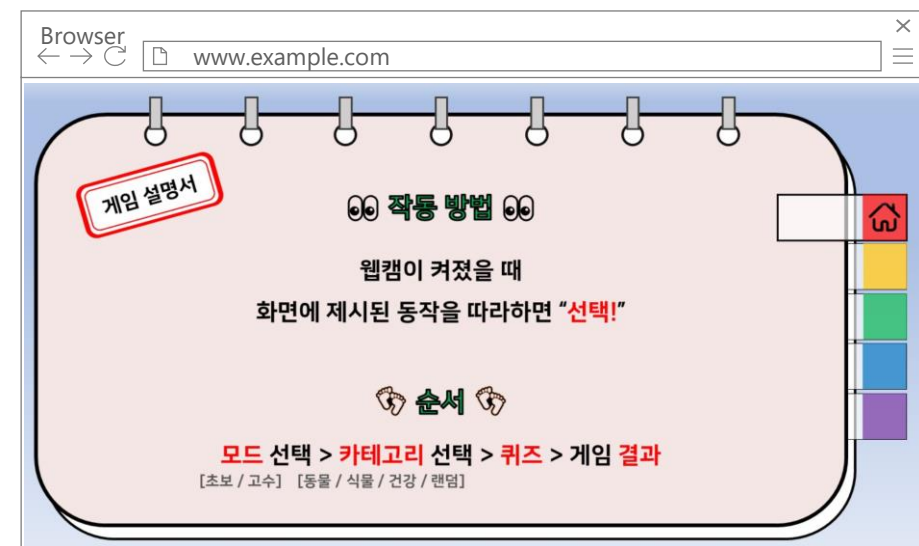 Browser
www.example.com
게임 설명서
👀 작동 방법 👀
웹캠이 켜졌을 때
화면에 제시된 동작을 따라하면 “선택!”
👣 순서 👣
모드 선택 > 카테고리 선택 > 퀴즈 > 게임 결과
[초보 / 고수] [동물 / 식물 / 건강 / 랜덤]